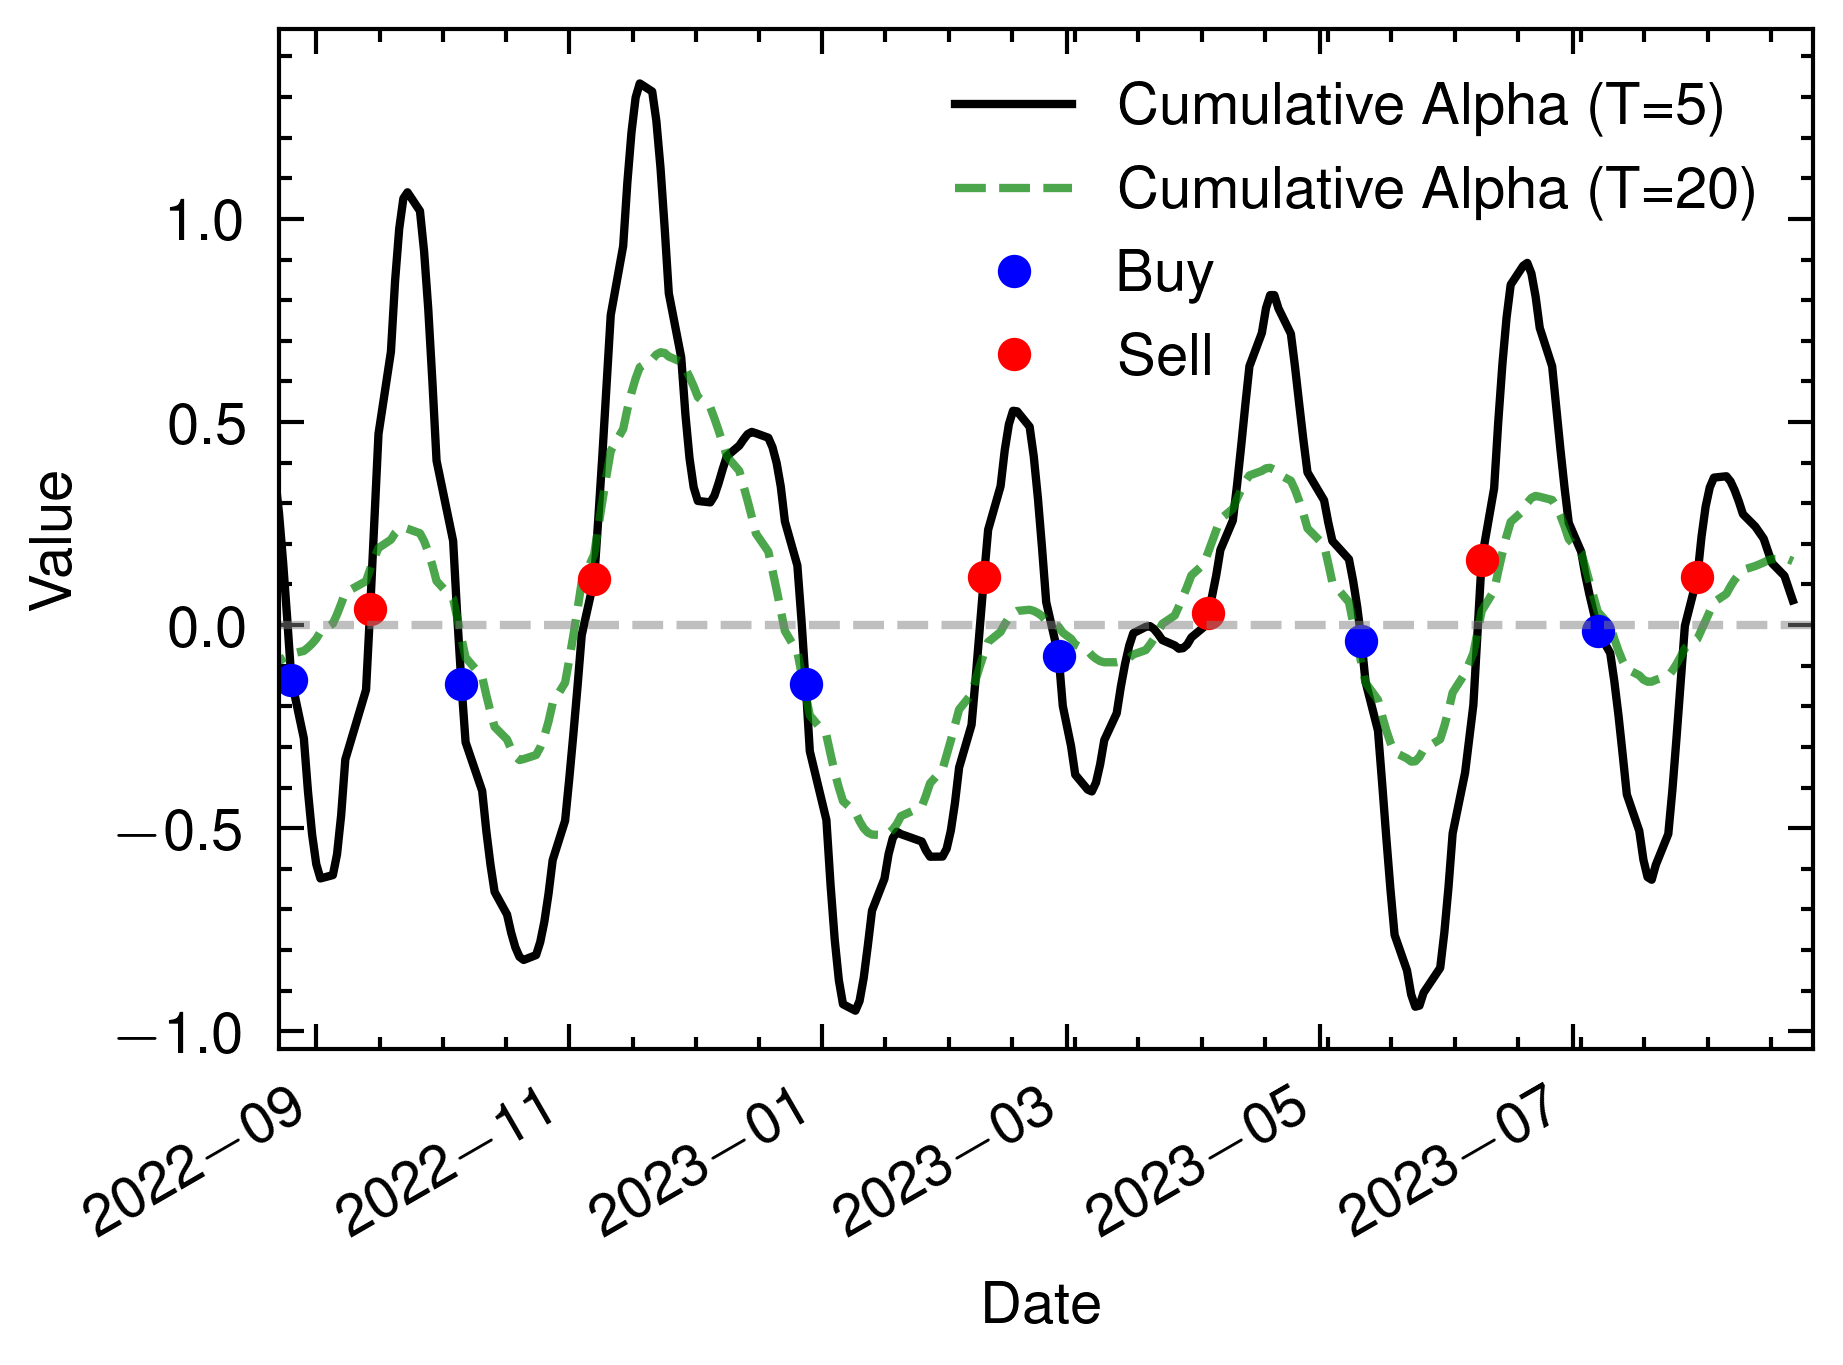 Cumulative Alpha (T=5)
Cumulative Alpha (T=20)
Buy
Sell
1.0
0.5
0.0
−0.5
−1.0
Value
2022−09
2022−11
2023−01
2023−03
2023−05
2023−07
Date